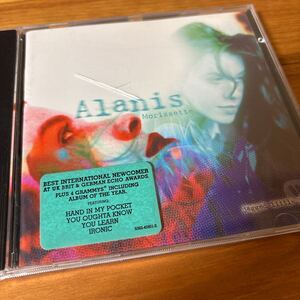 Alanis
Morissette
BEST INTERNATIONAL NEWCOMER
AT UK BRIT & GERMAN ECHO AWARDS.
PLUS 4 GRAMMYS* INCLUDING
ALBUM OF THE YEAR.
FEATURING:
HAND IN MY POCKET
YOU OUGHTA KNOW
YOU LEARN
IRONIC